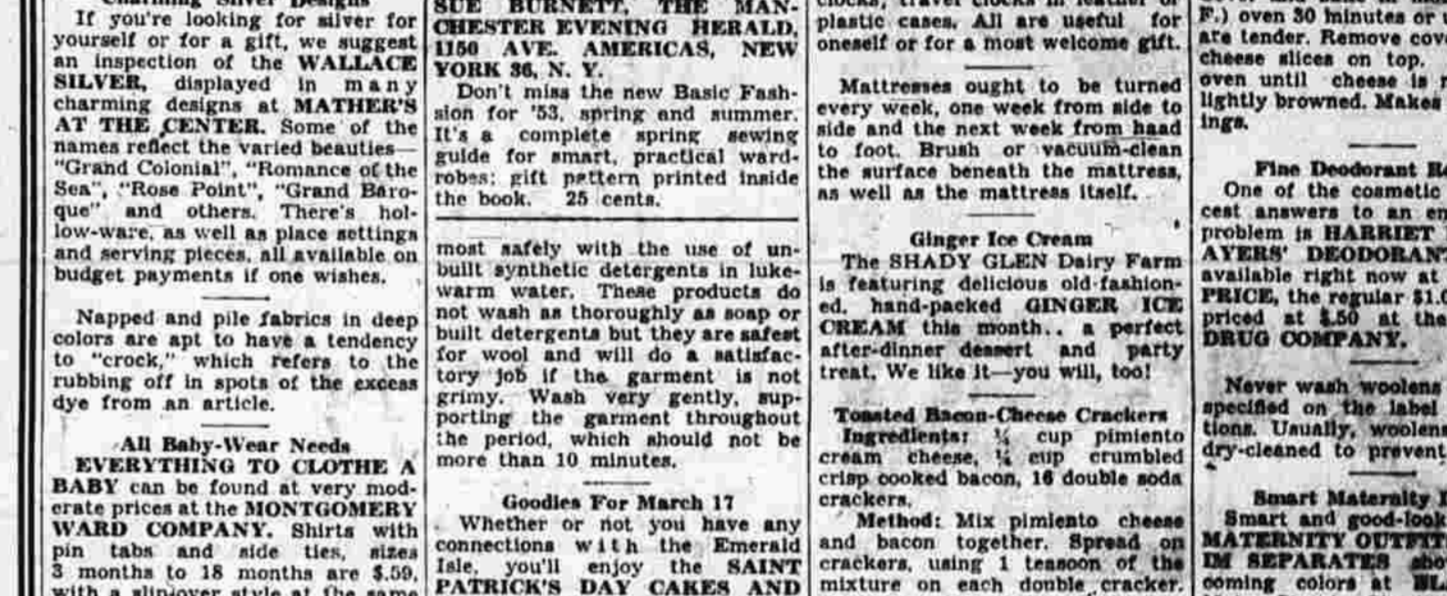 Charming Silver Designs
If you're looking for silver for
yourself or for a gift, we suggest
an inspection of the WALLACE
SILVER, displayed in many
charming designs at MATHER'S
AT THE CENTER. Some of the
names reflect the varied beauties—
"Grand Colonial", "Romance of the
Sea", "Rose Point", "Grand Baro-
que" and others. There's hol-
low-ware, as well as place settings
and serving pieces, all available on
budget payments if one wishes.
Napped and pile fabrics in deep
colors are apt to have a tendency
to "crock," which refers to the
rubbing off in spots of the excess
dye from an article.
All Baby-Wear Needs
EVERYTHING TO CLOTHE A
BABY can be found at very mod-
erate prices at the MONTGOMERY
WARD COMPANY. Shirts with
pin tabs and side ties, sizes
3 months to 18 months are $.59,
with a slip-over style at the same
SUE BURNETT, THE MAN-
CHESTER EVENING HERALD,
1150 AVE. AMERICAS, NEW
YORK 36, N. Y.
Don't miss the new Basic Fash-
ion for '53, spring and summer.
It's a complete spring sewing
guide for smart, practical ward-
robes; gift pattern printed inside
the book. 25 cents.
most safely with the use of un-
built synthetic detergents in luke-
warm water. These products do
not wash as thoroughly as soap or
built detergents but they are safest
for wool and will do a satisfac-
tory job if the garment is not
grimy. Wash very gently, sup-
porting the garment throughout
the period, which should not be
more than 10 minutes.
Goodies For March 17
Whether or not you have any
connections with the Emerald
Isle, you'll enjoy the SAINT
PATRICK'S DAY CAKES AND
clocks, travel clocks in leather or
plastic cases. All are useful for
oneself or for a most welcome gift.
Mattresses ought to be turned
every week, one week from side to
side and the next week from haad
to foot. Brush or vacuum-clean
the surface beneath the mattress,
as well as the mattress itself.
Ginger Ice Cream
The SHADY GLEN Dairy Farm
is featuring delicious old-fashion-
ed, hand-packed GINGER ICE
CREAM this month.. a perfect
after-dinner dessert and party
treat. We like it—you will, too!
Toasted Bacon-Cheese Crackers
Ingredients: cup pimiento
cream cheese, ¼ cup crumbled
crisp cooked bacon, 16 double soda
crackers.
Method: Mix pimiento cheese
and bacon together. Spread on
crackers, using 1 teasoon of the
mixture on each double cracker.
F.) oven 30 minutes or
are tender. Remove cov
cheese slices on top.
oven until cheese is
lightly browned. Makes
ings.
Fine Deodorant
One of the cosmetic
cest answers to an
problem is HARRIET
AYERS' DEODORANT
available right now at
PRICE, the regular
priced at $.50 at the
DRUG COMPANY.
Never wash woolens
specified on the label
tions. Usually, woolens
dry-cleaned to prevent
Smart Maternity
Smart and good-look
MATERNITY OUTFIT
IM SEPARATES
coming colors at